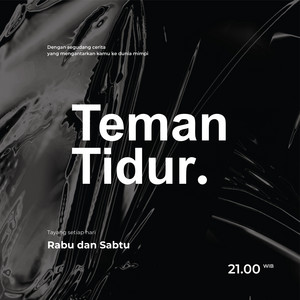 Dengan segudang cerita
yang mengantarkan kamu ke dunia mimpi
Teman
Tidur.
Tayang setiap hari
Rabu dan Sabtu
21.00 WIB